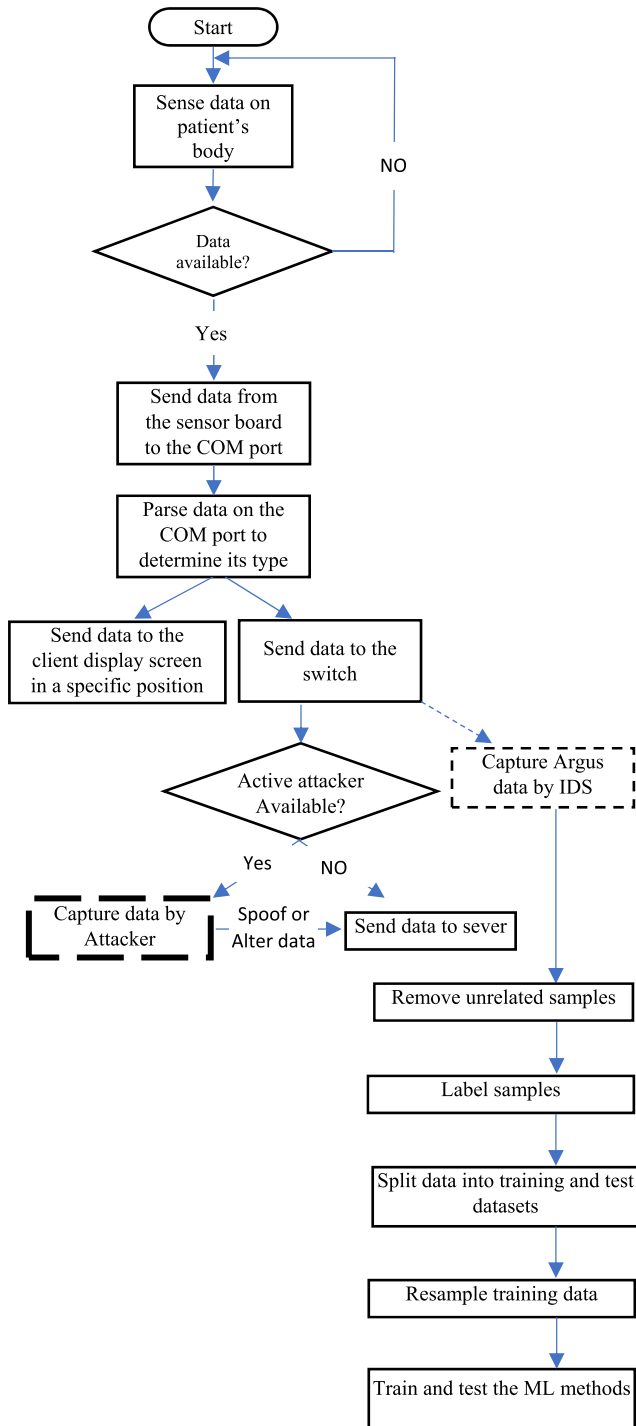 Start
Sense data on
patient's
body
NO
Data
available?
Yes
Send data from
the sensor board
to the COM port
Parse data on the
COM port to
determine its type
Send data to the
client display screen
in a specific position
Send data to the
switch
Capture Argus
data by IDS
Active attacker
Available?
Yes
NO
Capture data by
Attacker
Spoof or
Alter data
Send data to sever
Remove unrelated samples
Label samples
Split data into training and test
datasets
Resample training data
Train and test the ML methods